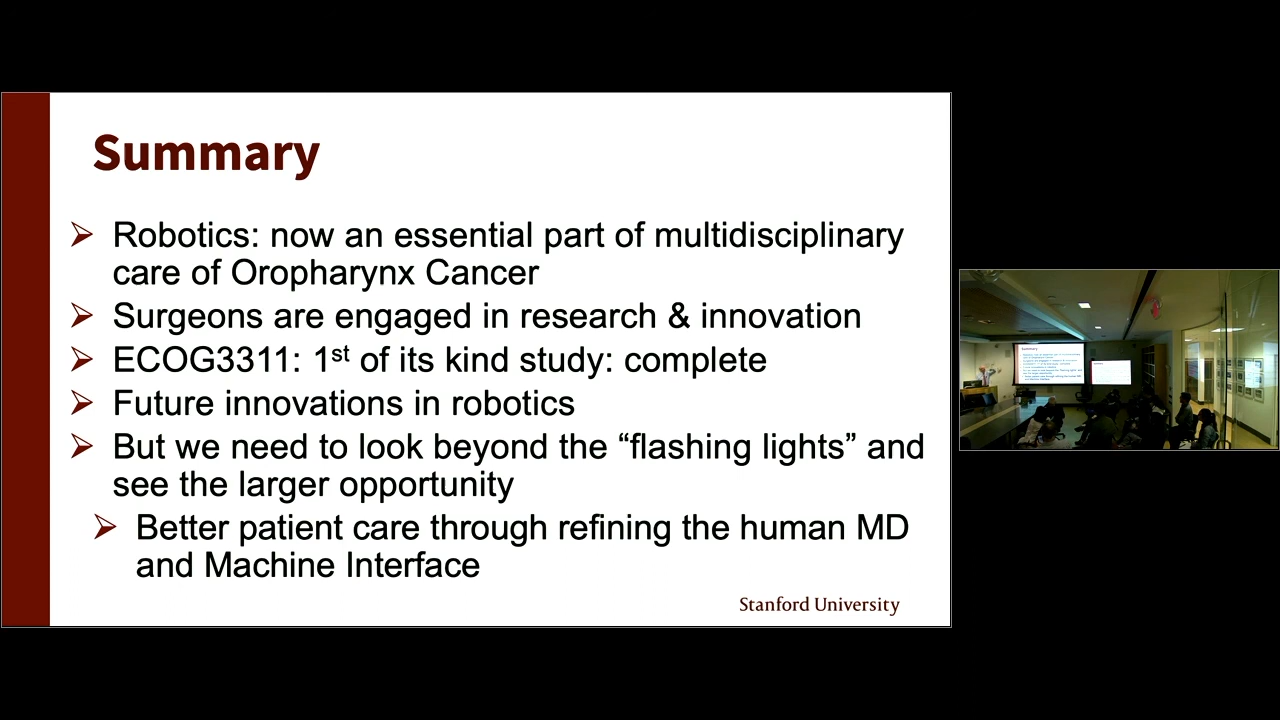 Summary
Robotics: now an essential part of multidisciplinary
care of Oropharynx Cancer
Surgeons are engaged in research & innovation
ECOG3311: 1st of its kind study: complete
Future innovations in robotics
But we need to look beyond the “flashing lights” and
see the larger opportunity
Better patient care through refining the human MD
and Machine Interface
Stanford University
Summary